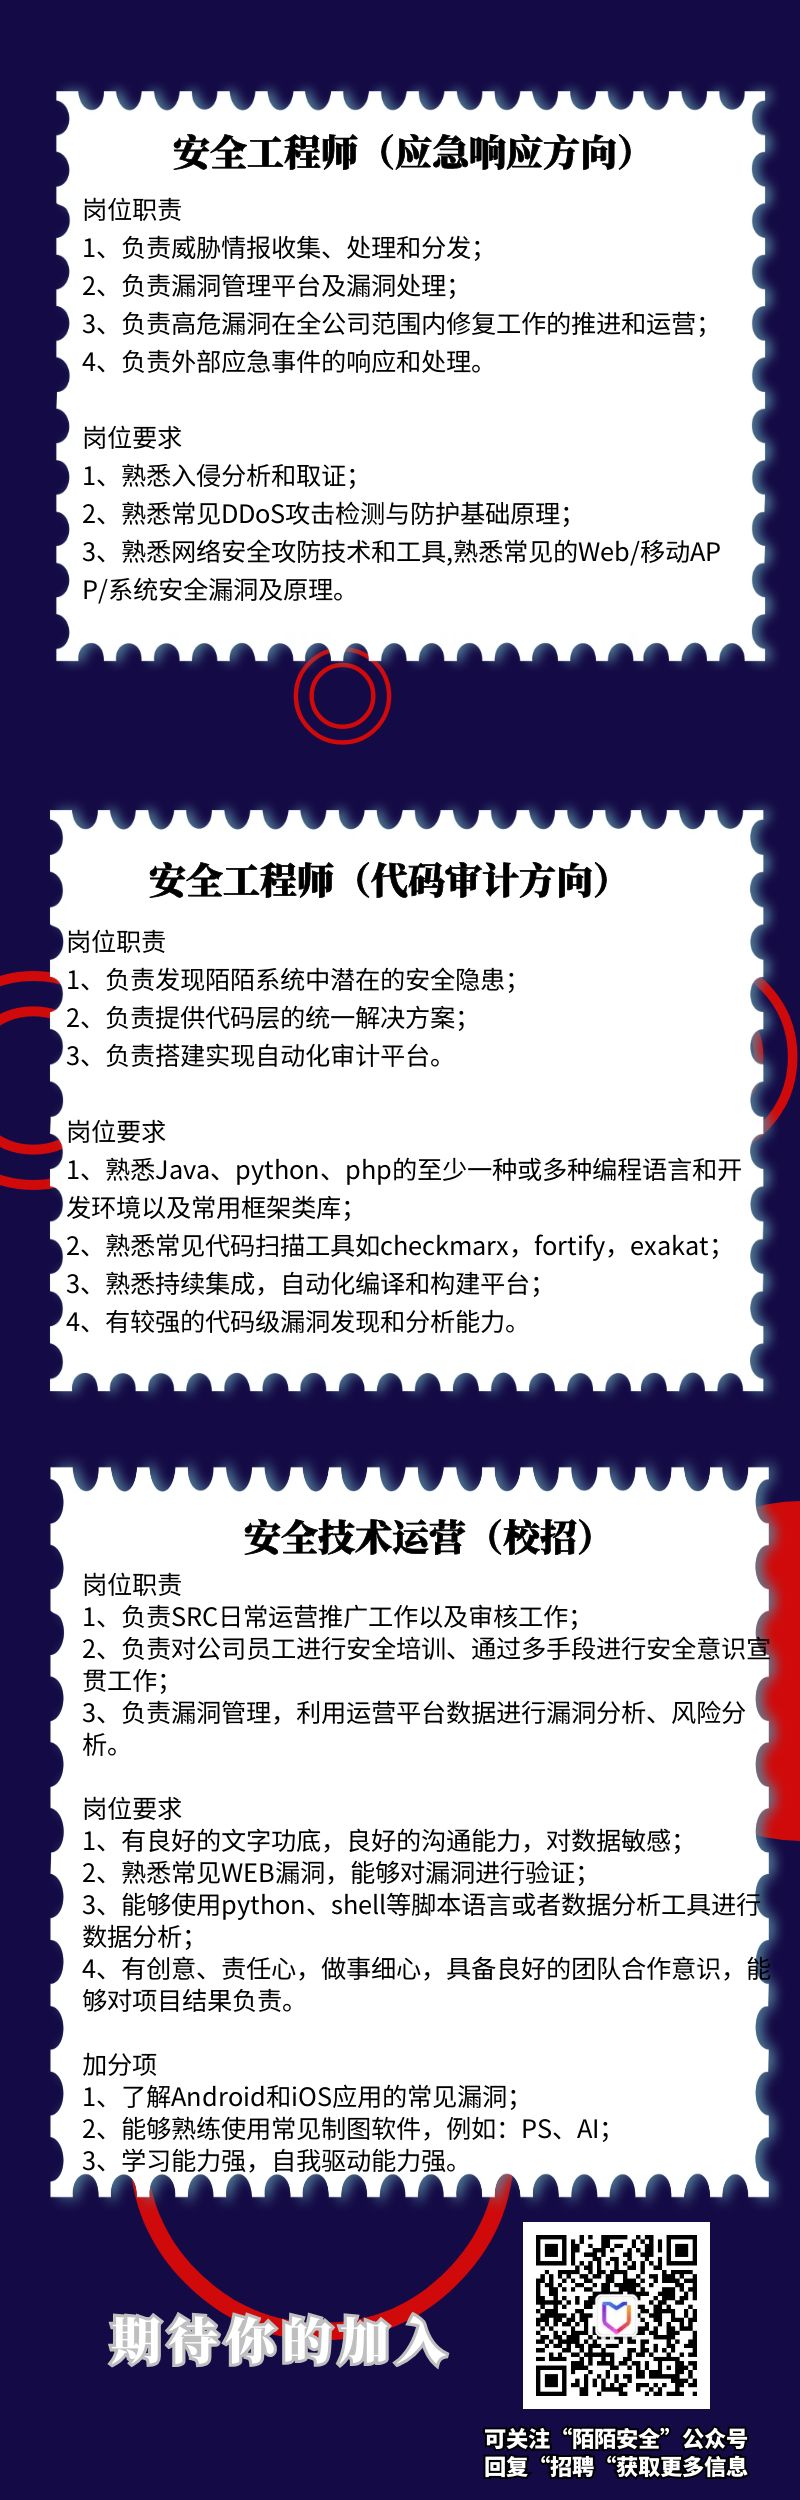 安全工程师（应急响应方向）
岗位职责
1、负责威胁情报收集、处理和分发；
2、负责漏洞管理平台及漏洞处理；
3、负责高危漏洞在全公司范围内修复工作的推进和运营；
4、负责外部应急事件的响应和处理。
岗位要求
1、熟悉入侵分析和取证；
2、熟悉常见DDoS攻击检测与防护基础原理；
3、熟悉网络安全攻防技术和工具,熟悉常见的Web/移动AP
P/系统安全漏洞及原理。
安全工程师（代码审计方向）
岗位职责
1、负责发现陌陌系统中潜在的安全隐患；
2、负责提供代码层的统一解决方案；
3、负责搭建实现自动化审计平台。
岗位要求
1、熟悉Java、python、php的至少一种或多种编程语言和开
发环境以及常用框架类库；
2、熟悉常见代码扫描工具如checkmarx，fortify，exakat；
3、熟悉持续集成，自动化编译和构建平台；
4、有较强的代码级漏洞发现和分析能力。
安全技术运营（校招）
岗位职责
1、负责SRC日常运营推广工作以及审核工作；
2、负责对公司员工进行安全培训、通过多手段进行安全意识宣
贯工作；
3、负责漏洞管理，利用运营平台数据进行漏洞分析、风险分
析。
岗位要求
1、有良好的文字功底，良好的沟通能力，对数据敏感；
2、熟悉常见WEB漏洞，能够对漏洞进行验证；
3、能够使用python、shell等脚本语言或者数据分析工具进行
数据分析；
4、有创意、责任心，做事细心，具备良好的团队合作意识，能
够对项目结果负责。
加分项
1、了解Android和iOS应用的常见漏洞；
2、能够熟练使用常见制图软件，例如：PS、AI；
3、学习能力强，自我驱动能力强。
期待你的加入
可关注“陌陌安全”公众号
回复“招聘“获取更多信息